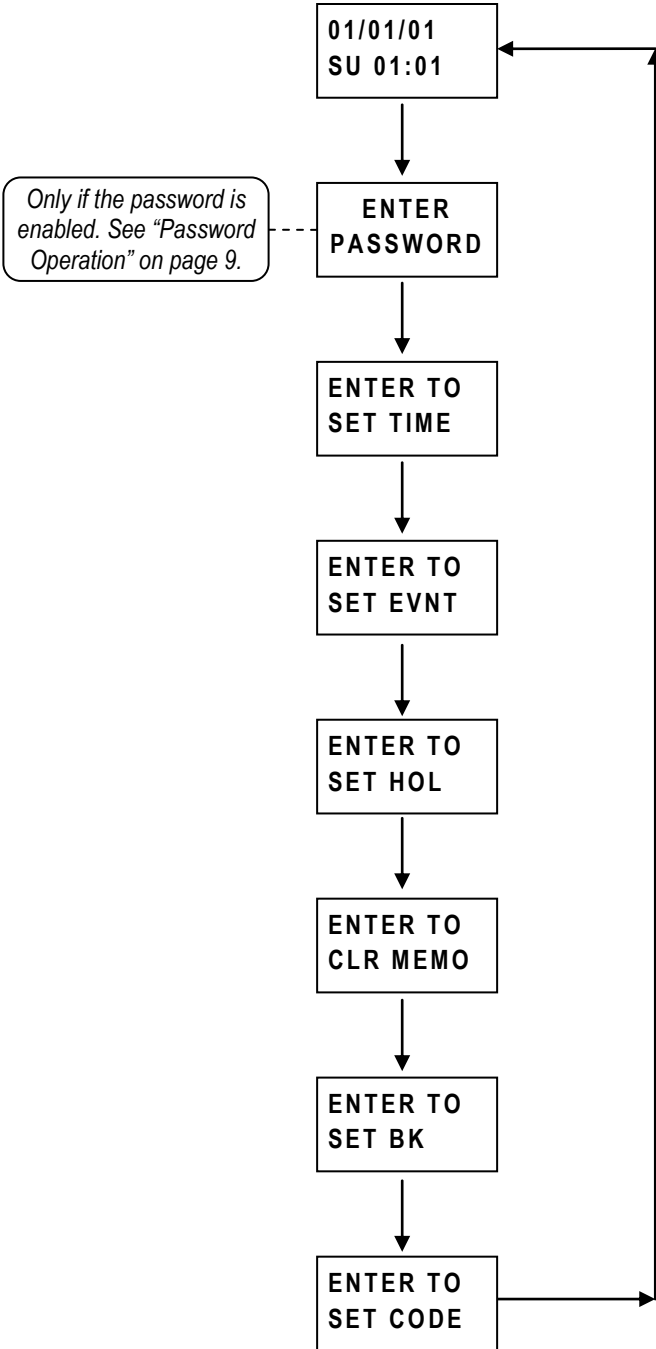 01/01/01
SU 01:01
Only if the password is
enabled. See “Password
Operation” on page 9.
ENTER
PASSWORD
ENTER TO
SET TIME
ENTER TO
SET EVNT
ENTER TO
SET HOL
ENTER TO
CLR MEMO
ENTER TO
SET BK
ENTER TO
SET CODE